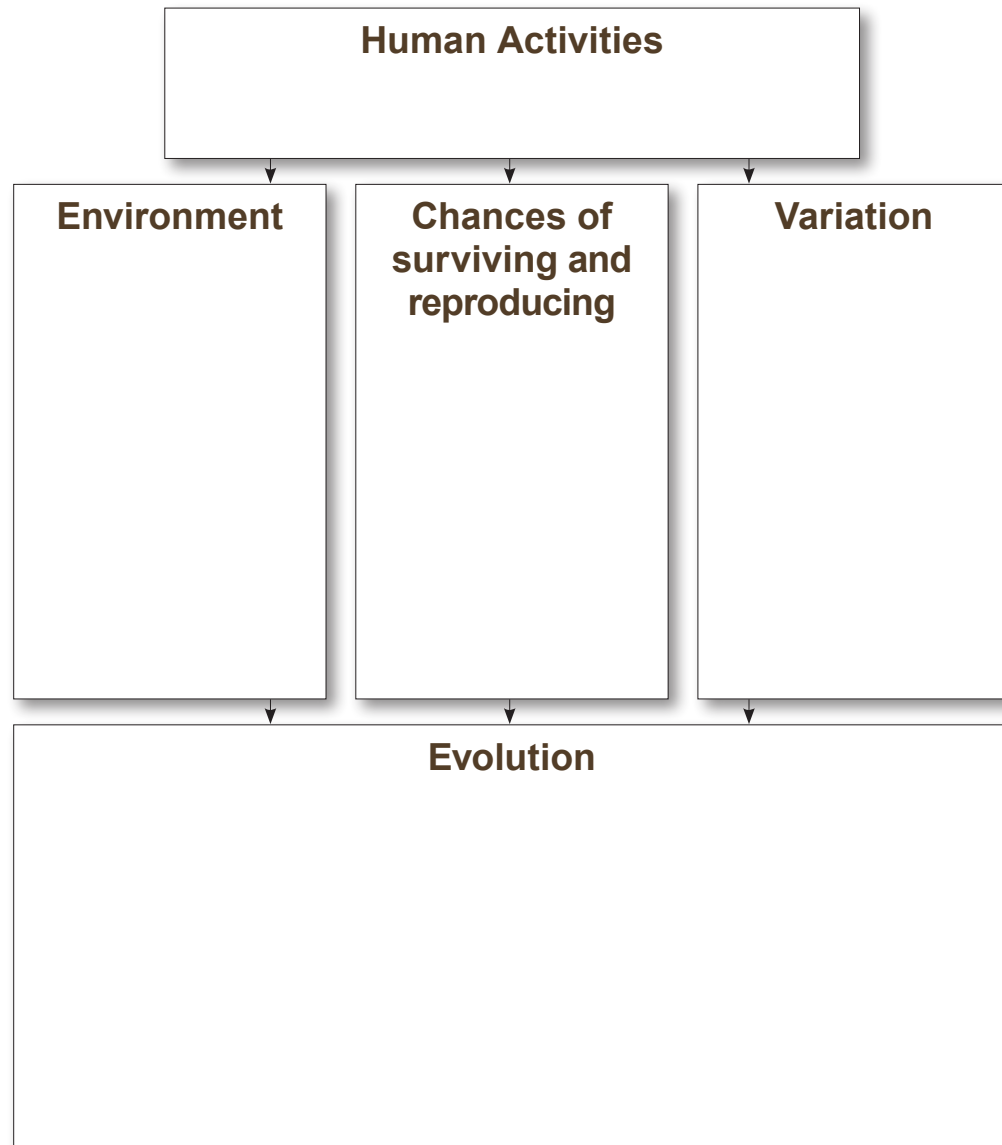 Human Activities
Environment
Chances of
surviving and
reproducing
Variation
Evolution